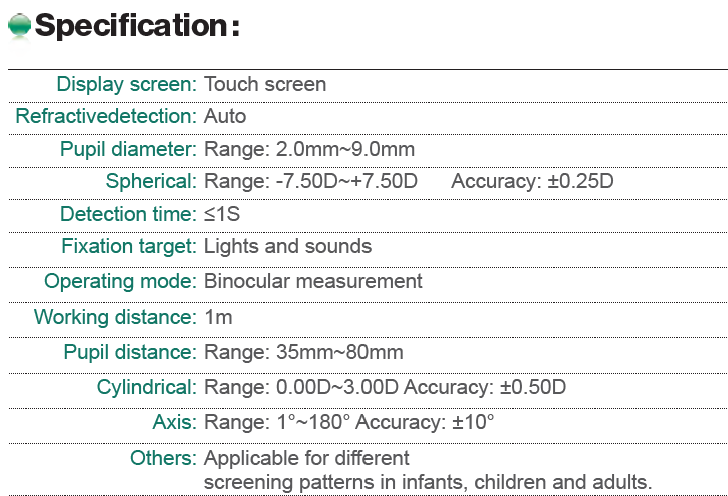 Specification:
Display screen: Touch screen
Refractivedetection: Auto
Pupil diameter: Range: 2.0mm~9.0mm
Spherical: Range: -7.50D~+7.50D Accuracy: ±0.25D
Detection time: ≤1S
Fixation target: Lights and sounds
Operating mode: Binocular measurement
Working distance: 1m
Pupil distance: Range: 35mm~80mm
Cylindrical: Range: 0.00D~3.00D Accuracy: ±0.50D
Axis: Range: 1°~180° Accuracy: ±10°
Others: Applicable for different
screening patterns in infants, children and adults.